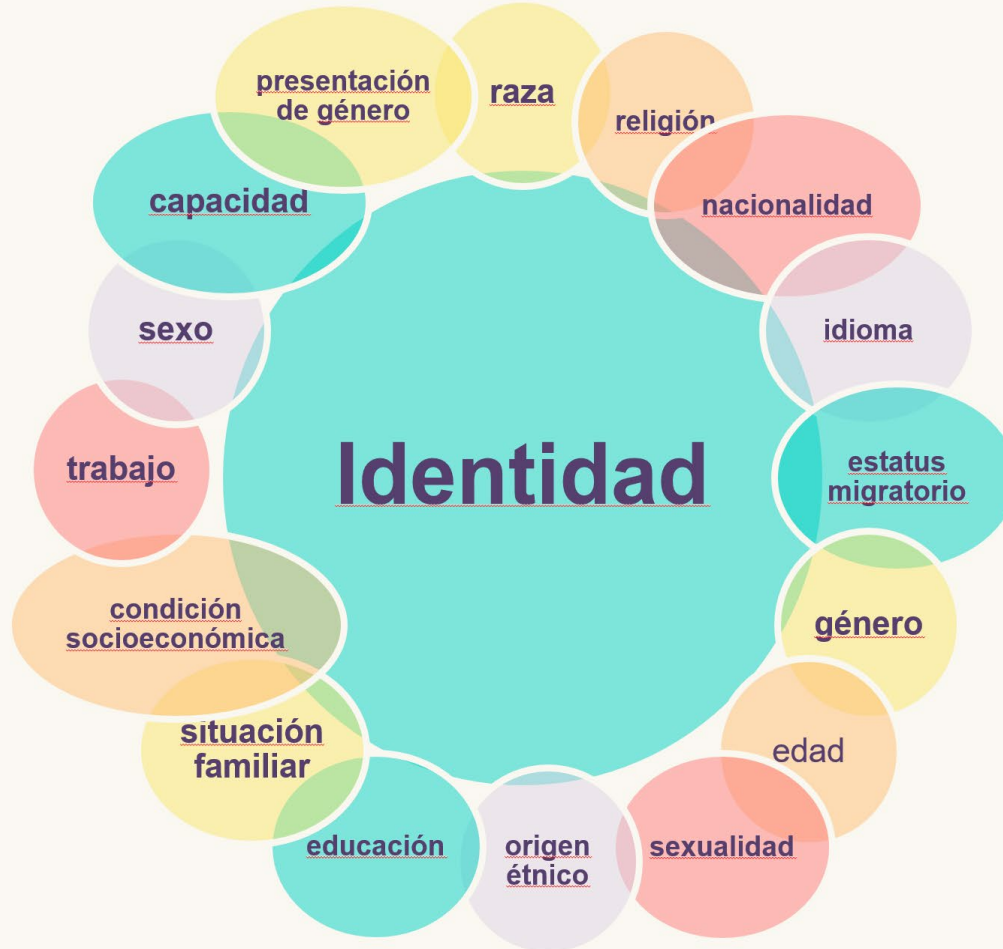 presentación
de género
raza
religión
nacionalidad
capacidad
sexo
idioma
Identidad
trabajo
estatus
migratorio
condición
socioeconómica
género
situación
familiar
edad
educación
origen
étnico
sexualidad